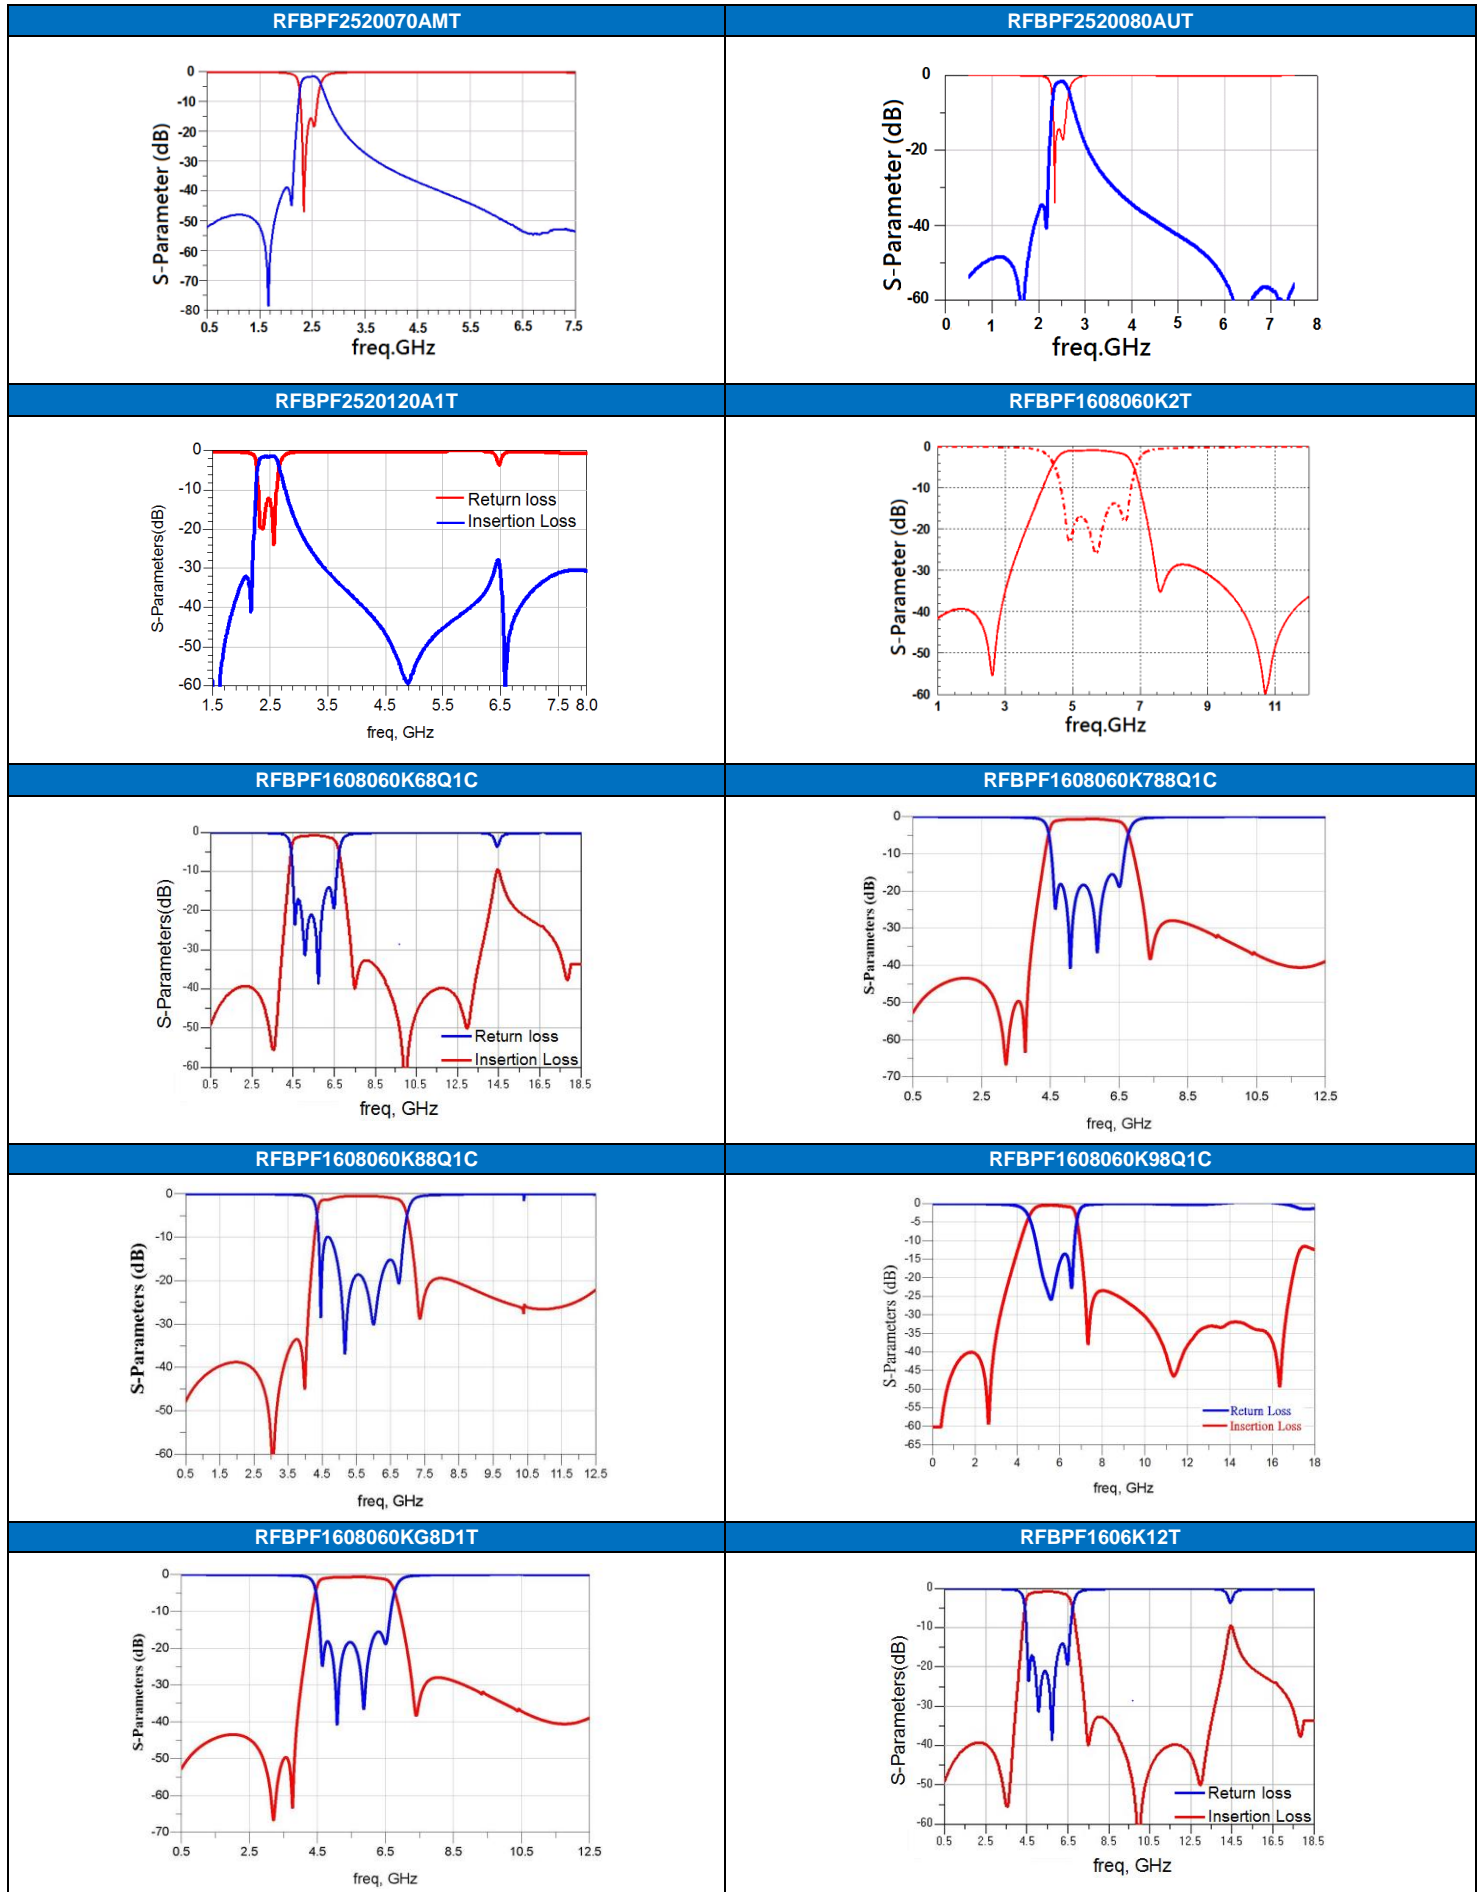 RFBPF2520070AMT
RFBPF2520080AUT
S-Parameter (dB)
0
-10
-20
-30
-40
-50
-60
-70
-80
0.5 1.5 2.5 3.5 4.5 5.5 6.5 7.5
freq.GHz
S-Parameter (dB)
0
-20
-40
-60
0 1 2 3 4 5 6 7 8
freq.GHz
RFBPF2520120A1T
RFBPF1608060K2T
S-Parameters(dB)
0
-10
-20
-30
-40
-50
-60
Return loss
Insertion Loss
1.5 2.5 3.5 4.5 5.5 6.5 7.5 8.0
freq, GHz
S-Parameter (dB)
0
-10
-20
-30
-40
-50
-60
1 3 5 7 9 11
freq.GHz
RFBPF1608060K68Q1C
RFBPF1608060K788Q1C
S-Parameters(dB)
0
-10
-20
-30
-40
-50
-60
Return loss
Insertion Loss
0.5 2.5 4.5 6.5 8.5 10.5 12.5 14.5 16.5 18.5
freq, GHz
S-Parameters (dB)
0
-10
-20
-30
-40
-50
-60
-70
0.5 2.5 4.5 6.5 8.5 10.5 12.5
freq, GHz
RFBPF1608060K88Q1C
RFBPF1608060K98Q1C
S-Parameters (dB)
0
-10
-20
-30
-40
-50
-60
0.5 1.5 2.5 3.5 4.5 5.5 6.5 7.5 8.5 9.5 10.5 11.5 12.5
freq, GHz
S-Parameters (dB)
0
-5
-10
-15
-20
-25
-30
-35
-40
-45
-50
-55
-60
-65
Return Loss
Insertion Loss
0 2 4 6 8 10 12 14 16 18
freq, GHz
RFBPF1608060KG8D1T
RFBPF1606K12T
S-Parameters (dB)
0
-10
-20
-30
-40
-50
-60
-70
0.5 2.5 4.5 6.5 8.5 10.5 12.5
freq, GHz
S-Parameters(dB)
0
-10
-20
-30
-40
-50
-60
Return loss
Insertion Loss
0.5 2.5 4.5 6.5 8.5 10.5 12.5 14.5 16.5 18.5
freq, GHz